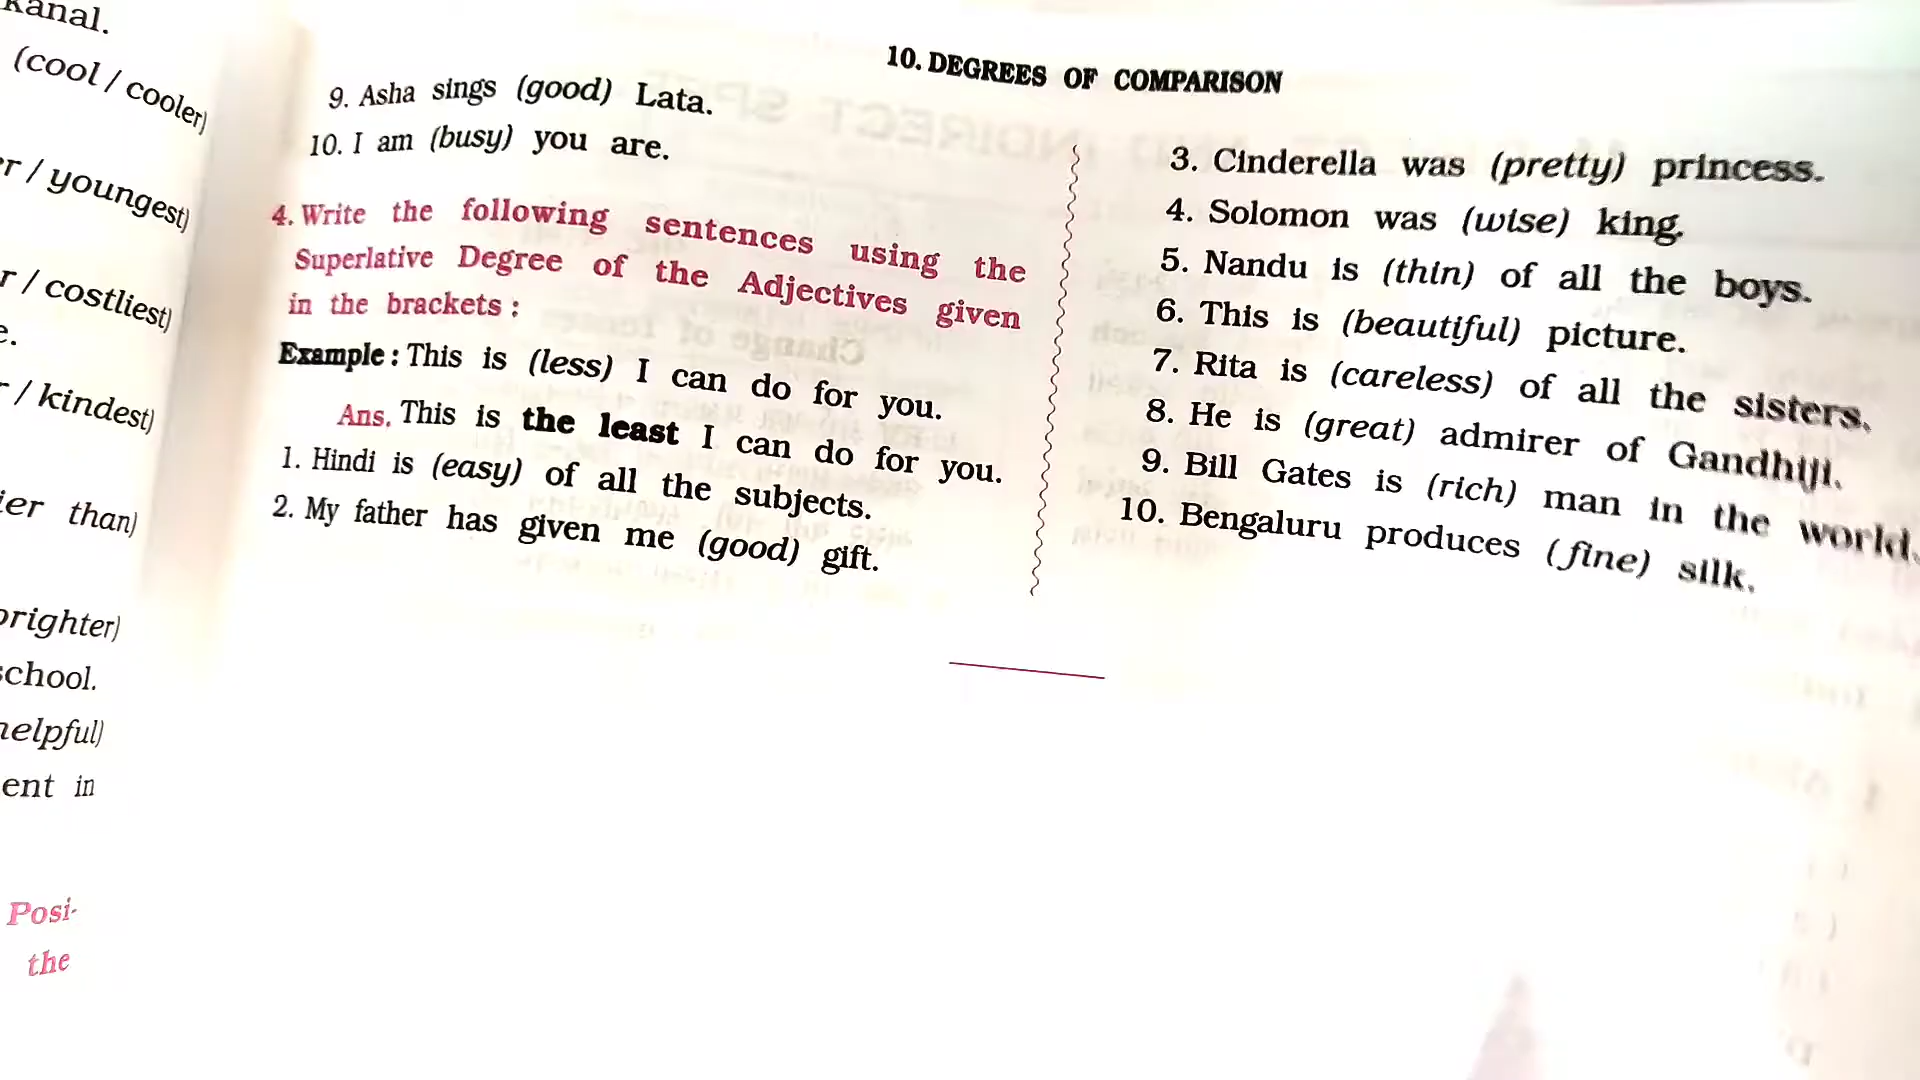 kanal.
(cool / cooler)
/ youngest)
/ costliest)
/ kindest)
than)
brighter)
school.
helpful)
in
Posi-
the
10. DEGREES OF COMPARISON
9. Asha sings (good) Lata.
10. I am (busy) you are.
4. Write the following sentences using the
Superlative Degree of the Adjectives given
in the brackets :
Example : This is (less) I can do for you.
Ans. This is the least I can do for you.
1. Hindi is (easy) of all the subjects.
2. My father has given me (good) gift.
3. Cinderella was (pretty) princess.
4. Solomon was (wise) king.
5. Nandu is (thin) of all the boys.
6. This is (beautiful) picture.
7. Rita is (careless) of all the sisters.
8. He is (great) admirer of Gandhiji.
9. Bill Gates is (rich) man in the world.
10. Bengaluru produces (fine) silk.